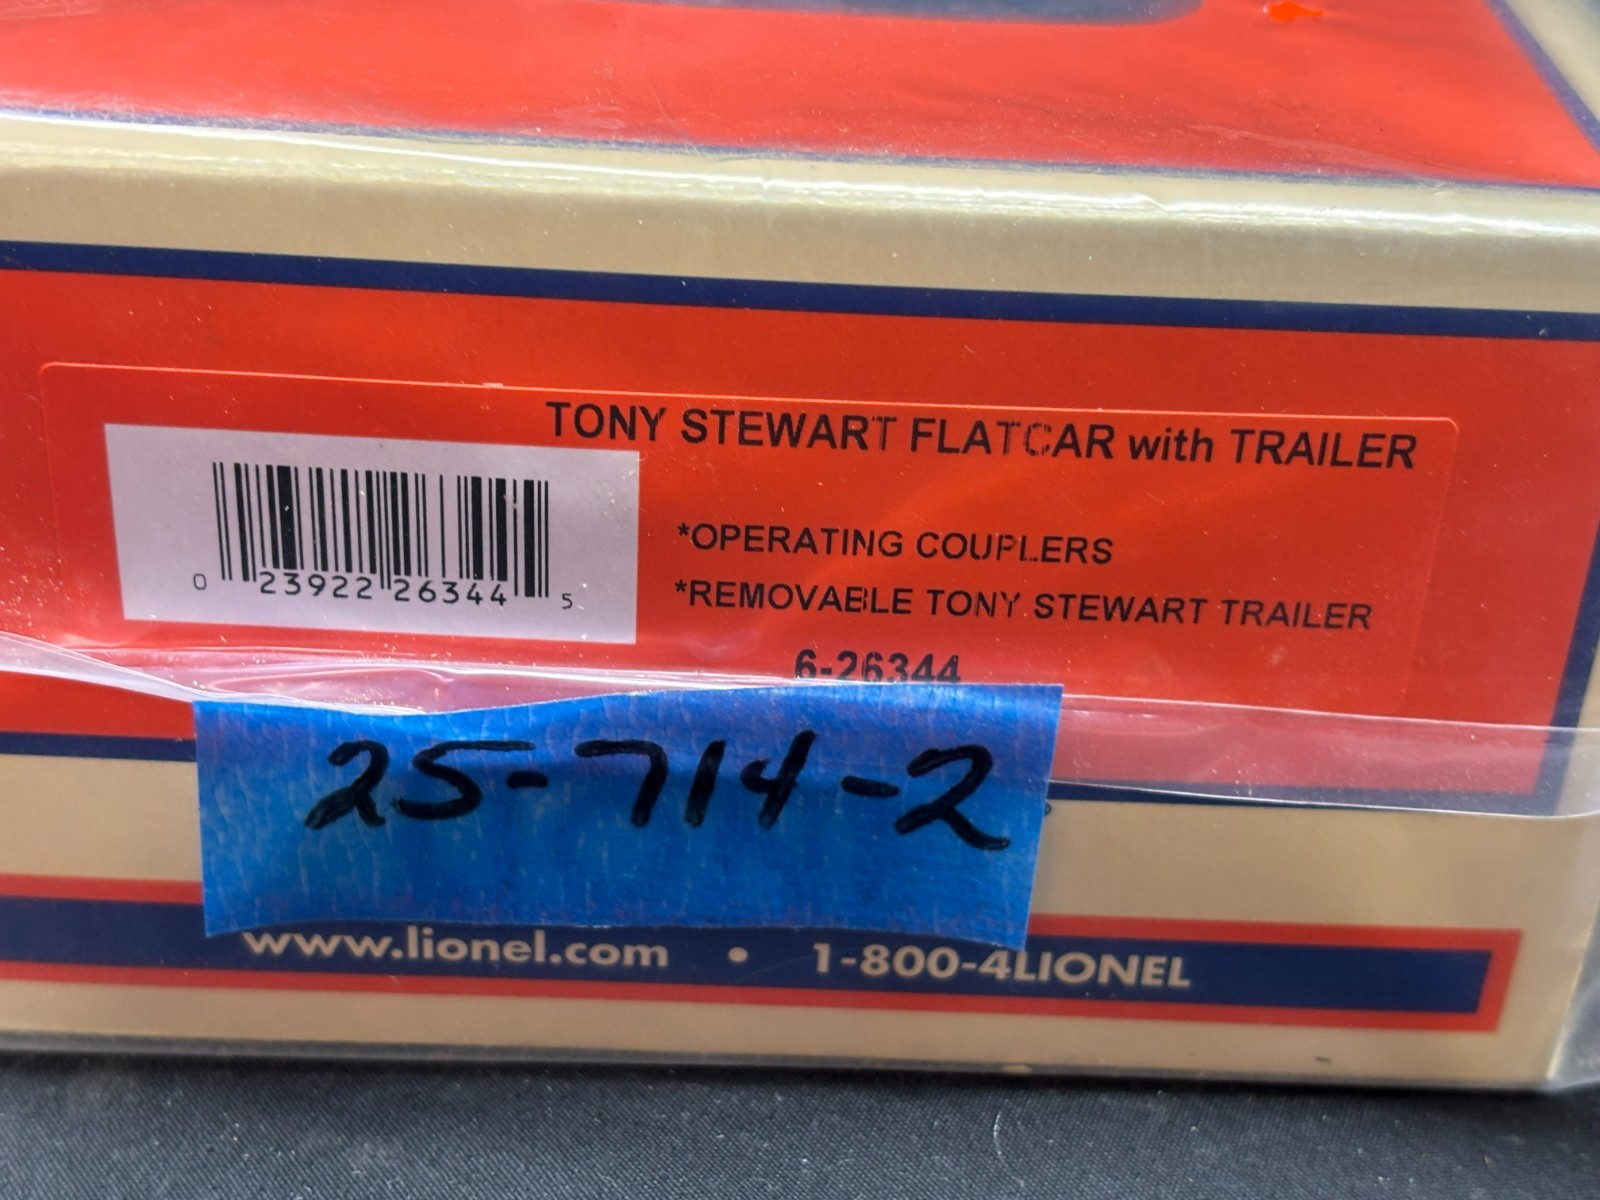 TONY STEWART FLATCAR with TRAILER
*OPERATING COUPLERS
*REMOVABLE TONY STEWART TRAILER
0 23922 26344 5
6-26344
25-714-2
www.lionel.com • 1-800-4LIONEL